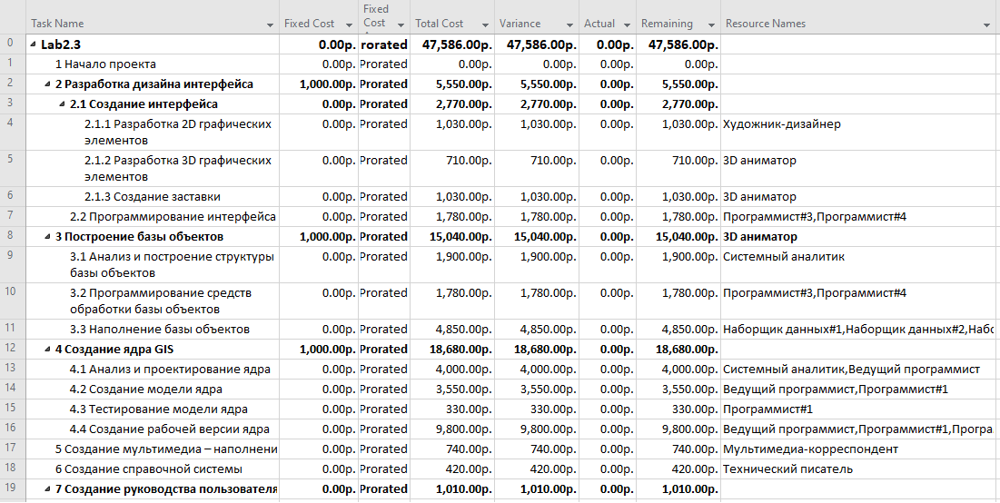 Task Name Fixed Cost Fixed Cost Total Cost Variance Actual Remaining Resource Names
0 Lab2.3 0.00р. rorated 47,586.00р. 47,586.00р. 0.00р. 47,586.00р.
1 1 Начало проекта 0.00р. Prorated 0.00р. 0.00р. 0.00р. 0.00р.
2 2 Разработка дизайна интерфейса 1,000.00р. Prorated 5,550.00р. 5,550.00р. 0.00р. 5,550.00р.
3 2.1 Создание интерфейса 0.00р. Prorated 2,770.00р. 2,770.00р. 0.00р. 2,770.00р.
4 2.1.1 Разработка 2D графических 0.00р. Prorated 1,030.00р. 1,030.00р. 0.00р. 1,030.00р. Художник-дизайнер
элементов
5 2.1.2 Разработка 3D графических 0.00р. Prorated 710.00р. 710.00р. 0.00р. 710.00р. 3D аниматор
элементов
6 2.1.3 Создание заставки 0.00р. Prorated 1,030.00р. 1,030.00р. 0.00р. 1,030.00р. 3D аниматор
7 2.2 Программирование интерфейса 0.00р. Prorated 1,780.00р. 1,780.00р. 0.00р. 1,780.00р. Программист#3,Программист#4
8 3 Построение базы объектов 1,000.00р. Prorated 15,040.00р. 15,040.00р. 0.00р. 15,040.00р. 3D аниматор
9 3.1 Анализ и построение структуры 0.00р. Prorated 1,900.00р. 1,900.00р. 0.00р. 1,900.00р. Системный аналитик
базы объектов
10 3.2 Программирование средств 0.00р. Prorated 1,780.00р. 1,780.00р. 0.00р. 1,780.00р. Программист#3,Программист#4
обработки базы объектов
11 3.3 Наполнение базы объектов 0.00р. Prorated 4,850.00р. 4,850.00р. 0.00р. 4,850.00р. Наборщик данных#1,Наборщик данных#2,Набо
12 4 Создание ядра GIS 1,000.00р. Prorated 18,680.00р. 18,680.00р. 0.00р. 18,680.00р.
13 4.1 Анализ и проектирование ядра 0.00р. Prorated 4,000.00р. 4,000.00р. 0.00р. 4,000.00р. Системный аналитик,Ведущий программист
14 4.2 Создание модели ядра 0.00р. Prorated 3,550.00р. 3,550.00р. 0.00р. 3,550.00р. Ведущий программист,Программист#1
15 4.3 Тестирование модели ядра 0.00р. Prorated 330.00р. 330.00р. 0.00р. 330.00р. Программист#1
16 4.4 Создание рабочей версии ядра 0.00р. Prorated 9,800.00р. 9,800.00р. 0.00р. 9,800.00р. Ведущий программист,Программист#1,Програ
17 5 Создание мультимедиа – наполнени 0.00р. Prorated 740.00р. 740.00р. 0.00р. 740.00р. Мультимедиа-корреспондент
18 6 Создание справочной системы 0.00р. Prorated 420.00р. 420.00р. 0.00р. 420.00р. Технический писатель
19 7 Создание руководства пользователя 0.00р. Prorated 1,010.00р. 1,010.00р. 0.00р. 1,010.00р.